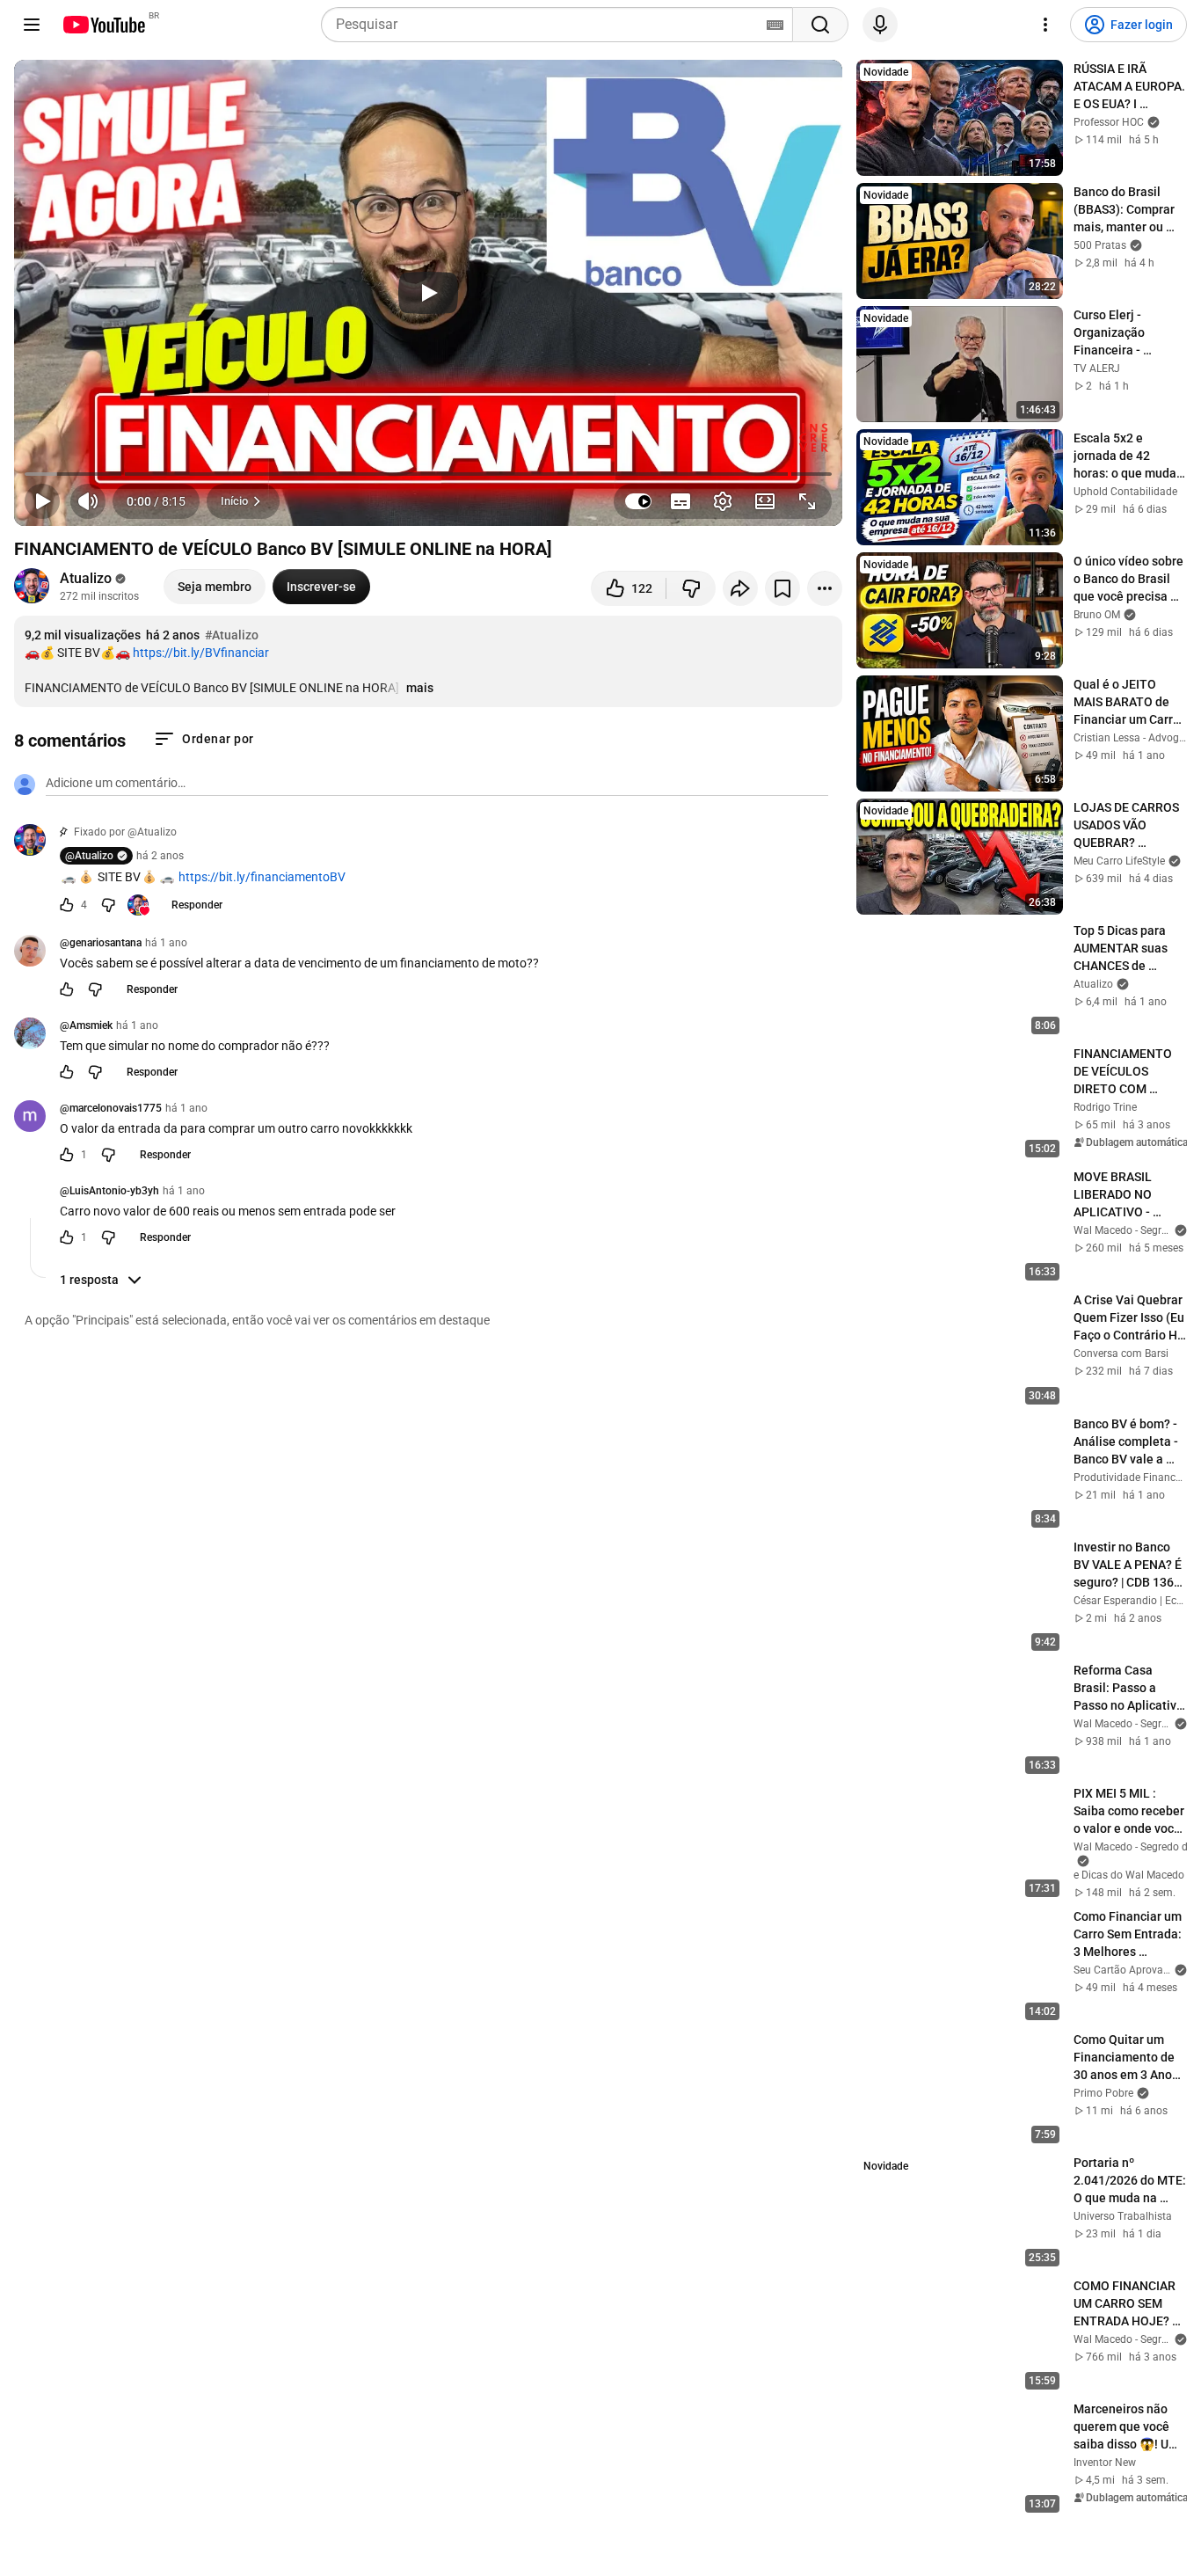 YouTube BR
Pesquisar
Fazer login
SIMULE
AGORA
BV
banco
VEÍCULO
FINANCIAMENTO
0:00 / 8:15
Início
FINANCIAMENTO de VEÍCULO Banco BV [SIMULE ONLINE na HORA]
Atualizo
272 mil inscritos
Seja membro
Inscrever-se
122
9,2 mil visualizações há 2 anos #Atualizo
🚗💰 SITE BV💰🚗 https://bit.ly/BVfinanciar
FINANCIAMENTO de VEÍCULO Banco BV [SIMULE ONLINE na HORA] mais
8 comentários
Ordenar por
Adicione um comentário...
Fixado por @Atualizo
@Atualizo há 2 anos
🚗💰 SITE BV💰🚗 https://bit.ly/financiamentoBV
4
Responder
@genariosantana há 1 ano
Vocês sabem se é possível alterar a data de vencimento de um financiamento de moto??
Responder
@Amsmiek há 1 ano
Tem que simular no nome do comprador não é???
Responder
m
@marcelonovais1775 há 1 ano
O valor da entrada da para comprar um outro carro novokkkkkkk
1
Responder
@LuisAntonio-yb3yh há 1 ano
Carro novo valor de 600 reais ou menos sem entrada pode ser
1
Responder
1 resposta
A opção "Principais" está selecionada, então você vai ver os comentários em destaque
Novidade
17:58
RÚSSIA E IRÃ
ATACAM A EUROPA.
E OS EUA? I ...
Professor HOC
114 mil há 5 h
Novidade
BBAS3
JÁ ERA?
28:22
Banco do Brasil
(BBAS3): Comprar
mais, manter ou ...
500 Pratas
2,8 mil há 4 h
Novidade
1:46:43
Curso Elerj -
Organização
Financeira - ...
TV ALERJ
2 há 1 h
Novidade
ESCALA
5X2
E JORNADA DE
42 HORAS:
O que muda na sua
empresa até 16/12
ATÉ
16/12
ESCALA 5x2
11:36
Escala 5x2 e
jornada de 42
horas: o que muda...
Uphold Contabilidade
29 mil há 6 dias
Novidade
HORA DE
CAIR FORA?
-50%
9:28
O único vídeo sobre
o Banco do Brasil
que você precisa ...
Bruno OM
129 mil há 6 dias
PAGUE
MENOS
NO FINANCIAMENTO!
CONTRATO
6:58
Qual é o JEITO
MAIS BARATO de
Financiar um Carr...
Cristian Lessa - Advog...
49 mil há 1 ano
Novidade
COMEÇOU A QUEBRADEIRA?
26:38
LOJAS DE CARROS
USADOS VÃO
QUEBRAR? ...
Meu Carro LifeStyle
639 mil há 4 dias
Top 5 Dicas para
AUMENTAR suas
CHANCES de ...
Atualizo
6,4 mil há 1 ano
8:06
FINANCIAMENTO
DE VEÍCULOS
DIRETO COM ...
Rodrigo Trine
65 mil há 3 anos
Dublagem automática
15:02
MOVE BRASIL
LIBERADO NO
APLICATIVO - ...
Wal Macedo - Segr...
260 mil há 5 meses
16:33
A Crise Vai Quebrar
Quem Fizer Isso (Eu
Faço o Contrário H...
Conversa com Barsi
232 mil há 7 dias
30:48
Banco BV é bom? -
Análise completa -
Banco BV vale a ...
Produtividade Financ...
21 mil há 1 ano
8:34
Investir no Banco
BV VALE A PENA? É
seguro? | CDB 136...
César Esperandio | Ec...
2 mi há 2 anos
9:42
Reforma Casa
Brasil: Passo a
Passo no Aplicativ...
Wal Macedo - Segr...
938 mil há 1 ano
16:33
PIX MEI 5 MIL :
Saiba como receber
o valor e onde voc...
Wal Macedo - Segredo d
e Dicas do Wal Macedo
148 mil há 2 sem.
17:31
Como Financiar um
Carro Sem Entrada:
3 Melhores ...
Seu Cartão Aprova...
49 mil há 4 meses
14:02
Como Quitar um
Financiamento de
30 anos em 3 Ano...
Primo Pobre
11 mi há 6 anos
7:59
Novidade
Portaria nº
2.041/2026 do MTE:
O que muda na ...
Universo Trabalhista
23 mil há 1 dia
25:35
COMO FINANCIAR
UM CARRO SEM
ENTRADA HOJE? ...
Wal Macedo - Segr...
766 mil há 3 anos
15:59
Marceneiros não
querem que você
saiba disso 😱! U...
Inventor New
4,5 mi há 3 sem.
Dublagem automática
13:07